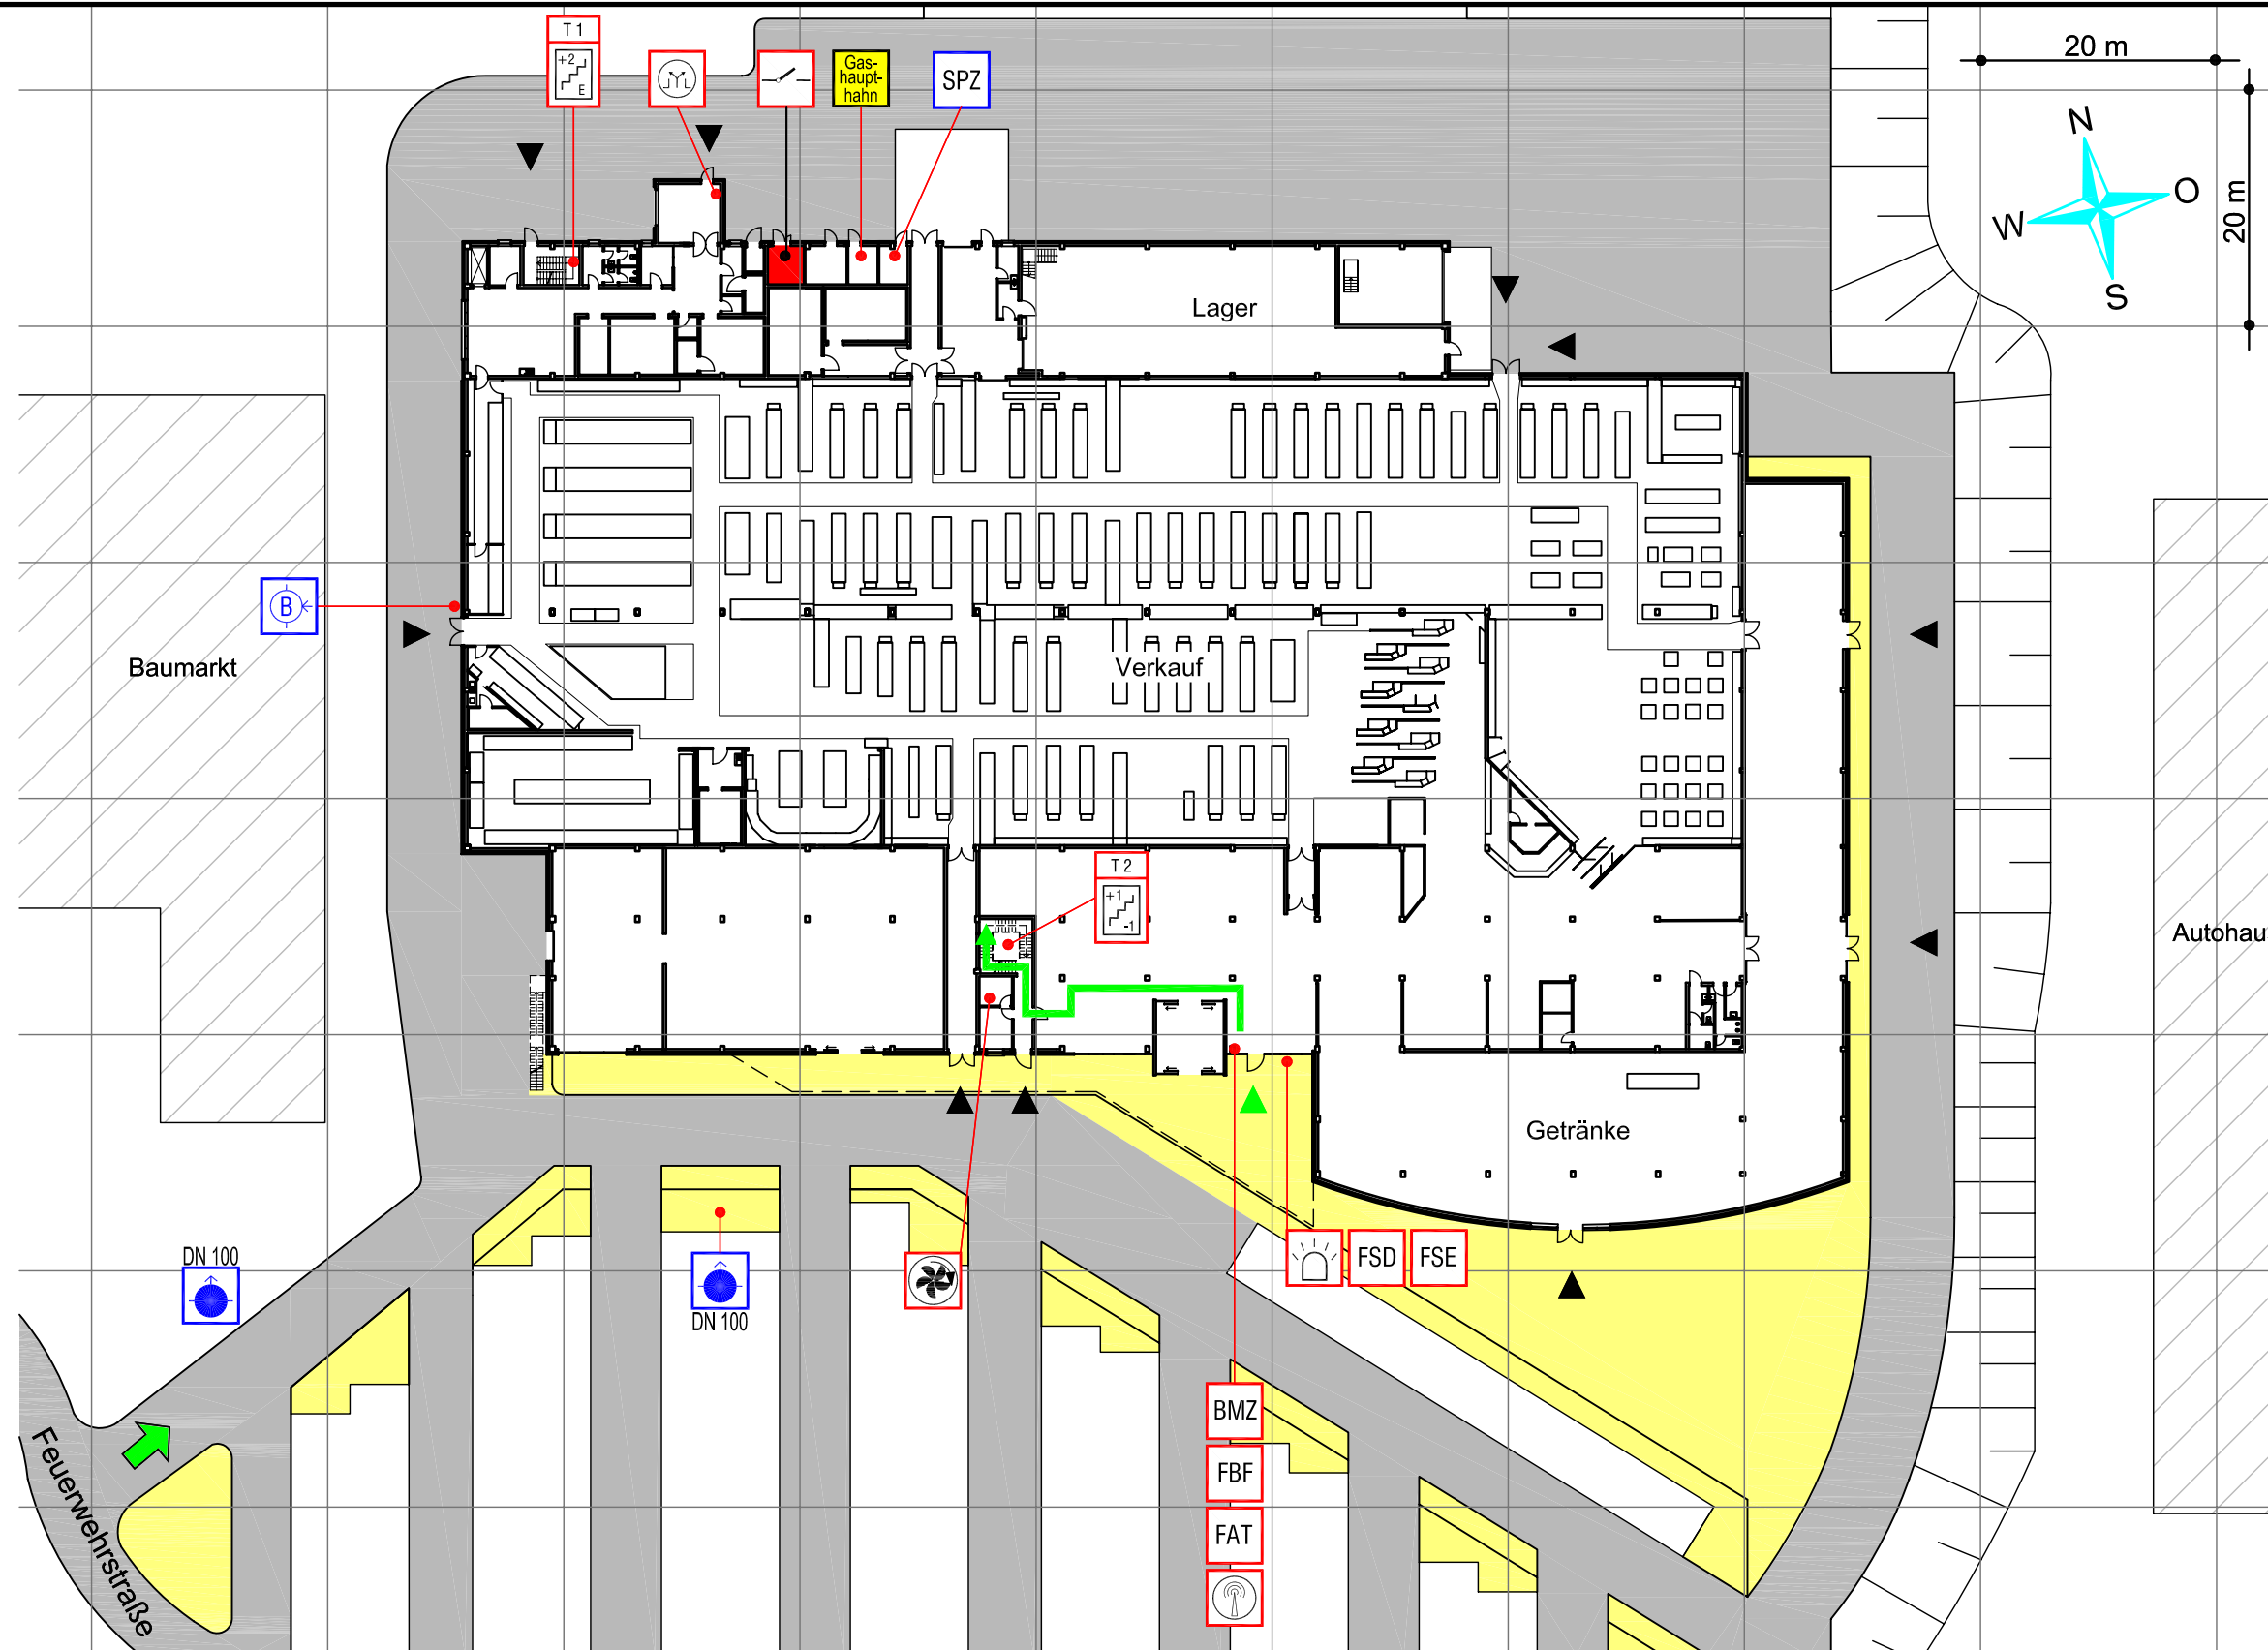 T 1
+2
E
Gas-
haupt-
hahn
SPZ
20 m
20 m
N
O
W
S
Lager
B
Baumarkt
Verkauf
T 2
+1
-1
Autohau
Getränke
DN 100
DN 100
FSD
FSE
BMZ
FBF
FAT
Feuerwehrstraße